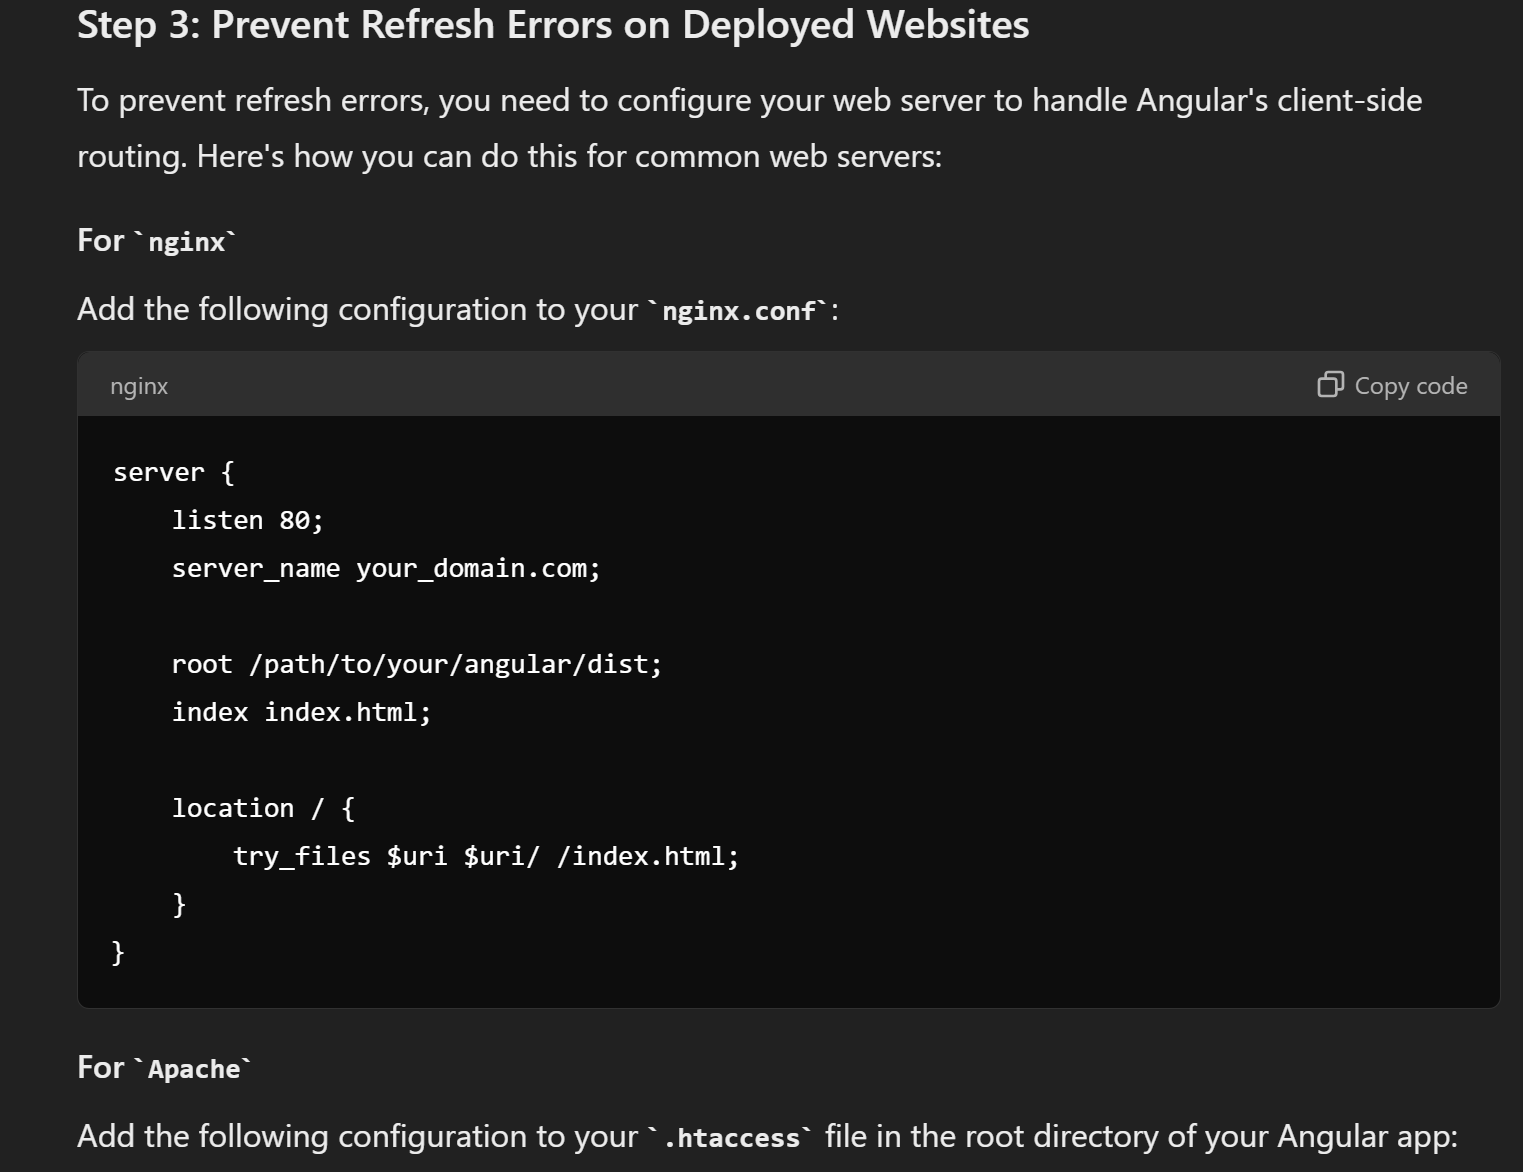 Step 3: Prevent Refresh Errors on Deployed Websites
To prevent refresh errors, you need to configure your web server to handle Angular's client-side
routing. Here's how you can do this for common web servers:
For `nginx`
Add the following configuration to your `nginx.conf`:
nginx
Copy code
server {
    listen 80;
    server_name your_domain.com;
    root /path/to/your/angular/dist;
    index index.html;
    location / {
        try_files $uri $uri/ /index.html;
    }
}
For `Apache`
Add the following configuration to your `.htaccess` file in the root directory of your Angular app: